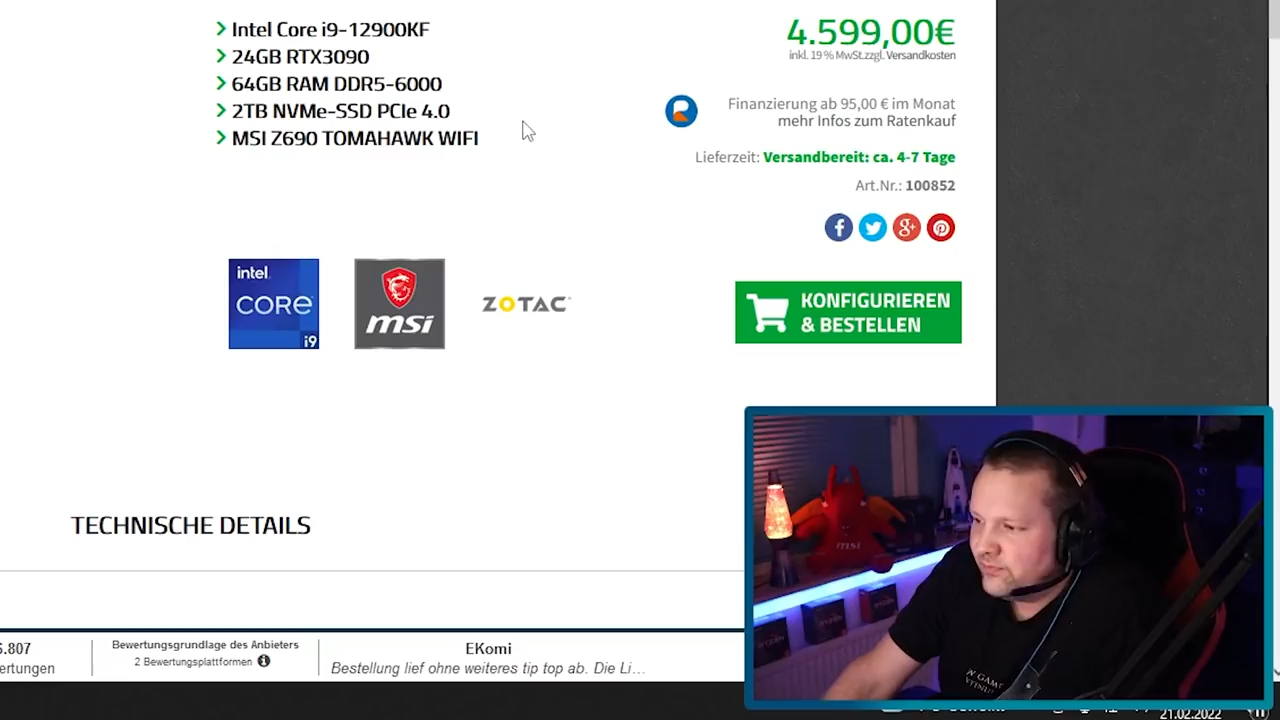 Intel Core i9-12900KF
24GB RTX3090
64GB RAM DDR5-6000
2TB NVMe-SSD PCIe 4.0
MSI Z690 TOMAHAWK WIFI
4.599,00€
inkl. 19 % MwSt.zzgl. Versandkosten
Finanzierung ab 95,00 € im Monat
mehr Infos zum Ratenkauf
Lieferzeit: Versandbereit: ca. 4-7 Tage
Art.Nr.: 100852
intel
CORE
i9
msi
ZOTAC
KONFIGURIEREN
& BESTELLEN
TECHNISCHE DETAILS
Bewertungsgrundlage des Anbieters
2 Bewertungsplattformen
EKomi
Bestellung lief ohne weiteres tip top ab. Die Li...
msi
21.02.2022